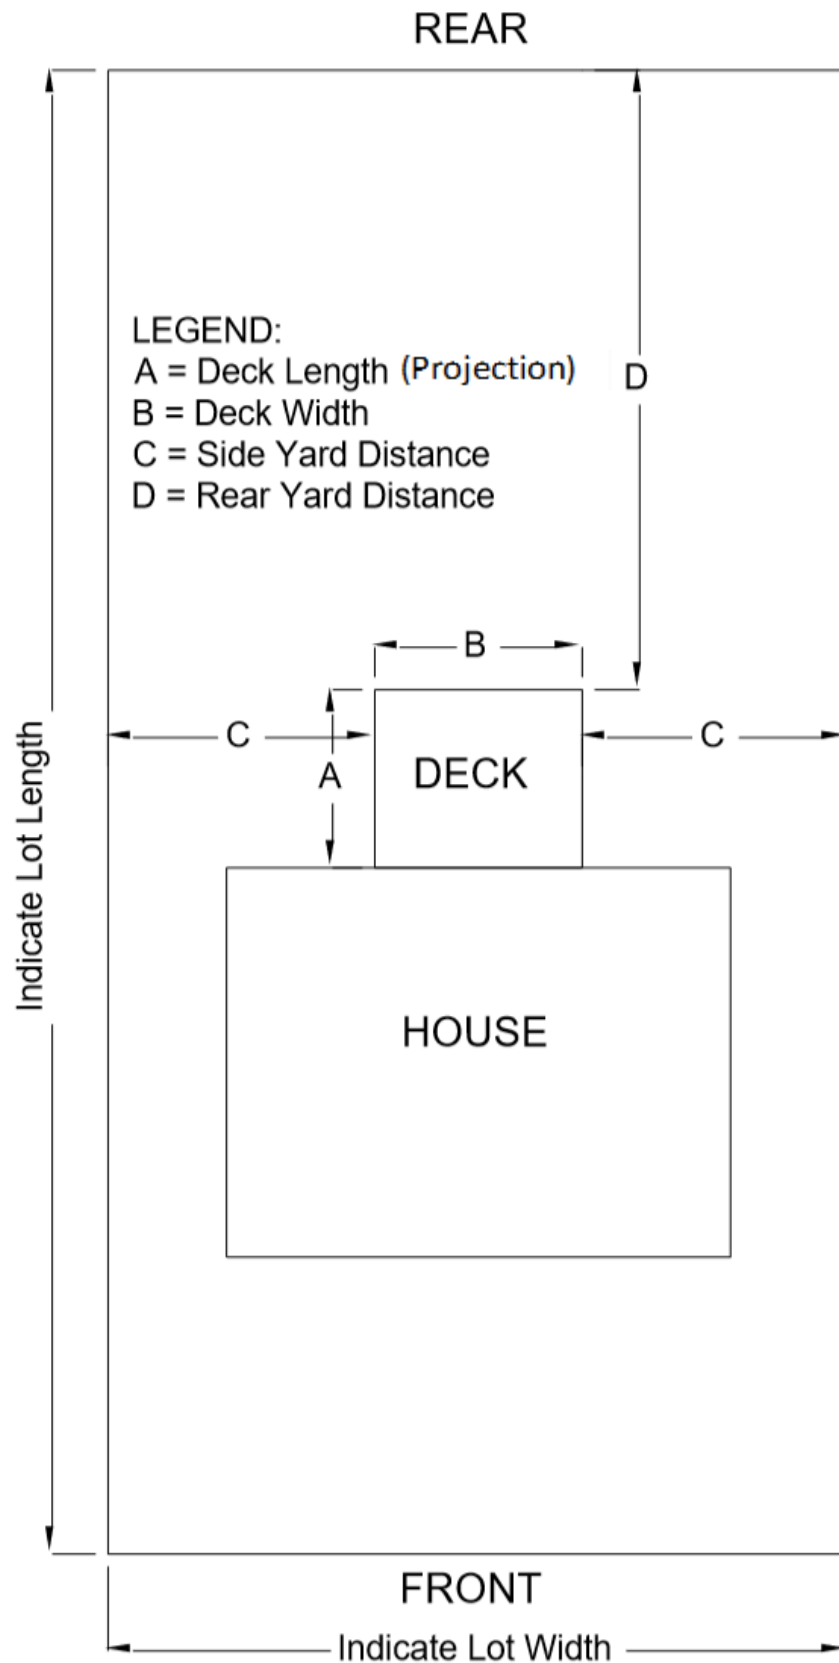 REAR
LEGEND:
A = Deck Length (Projection)
B = Deck Width
C = Side Yard Distance
D = Rear Yard Distance
D
B
C
C
A
DECK
Indicate Lot Length
HOUSE
FRONT
Indicate Lot Width